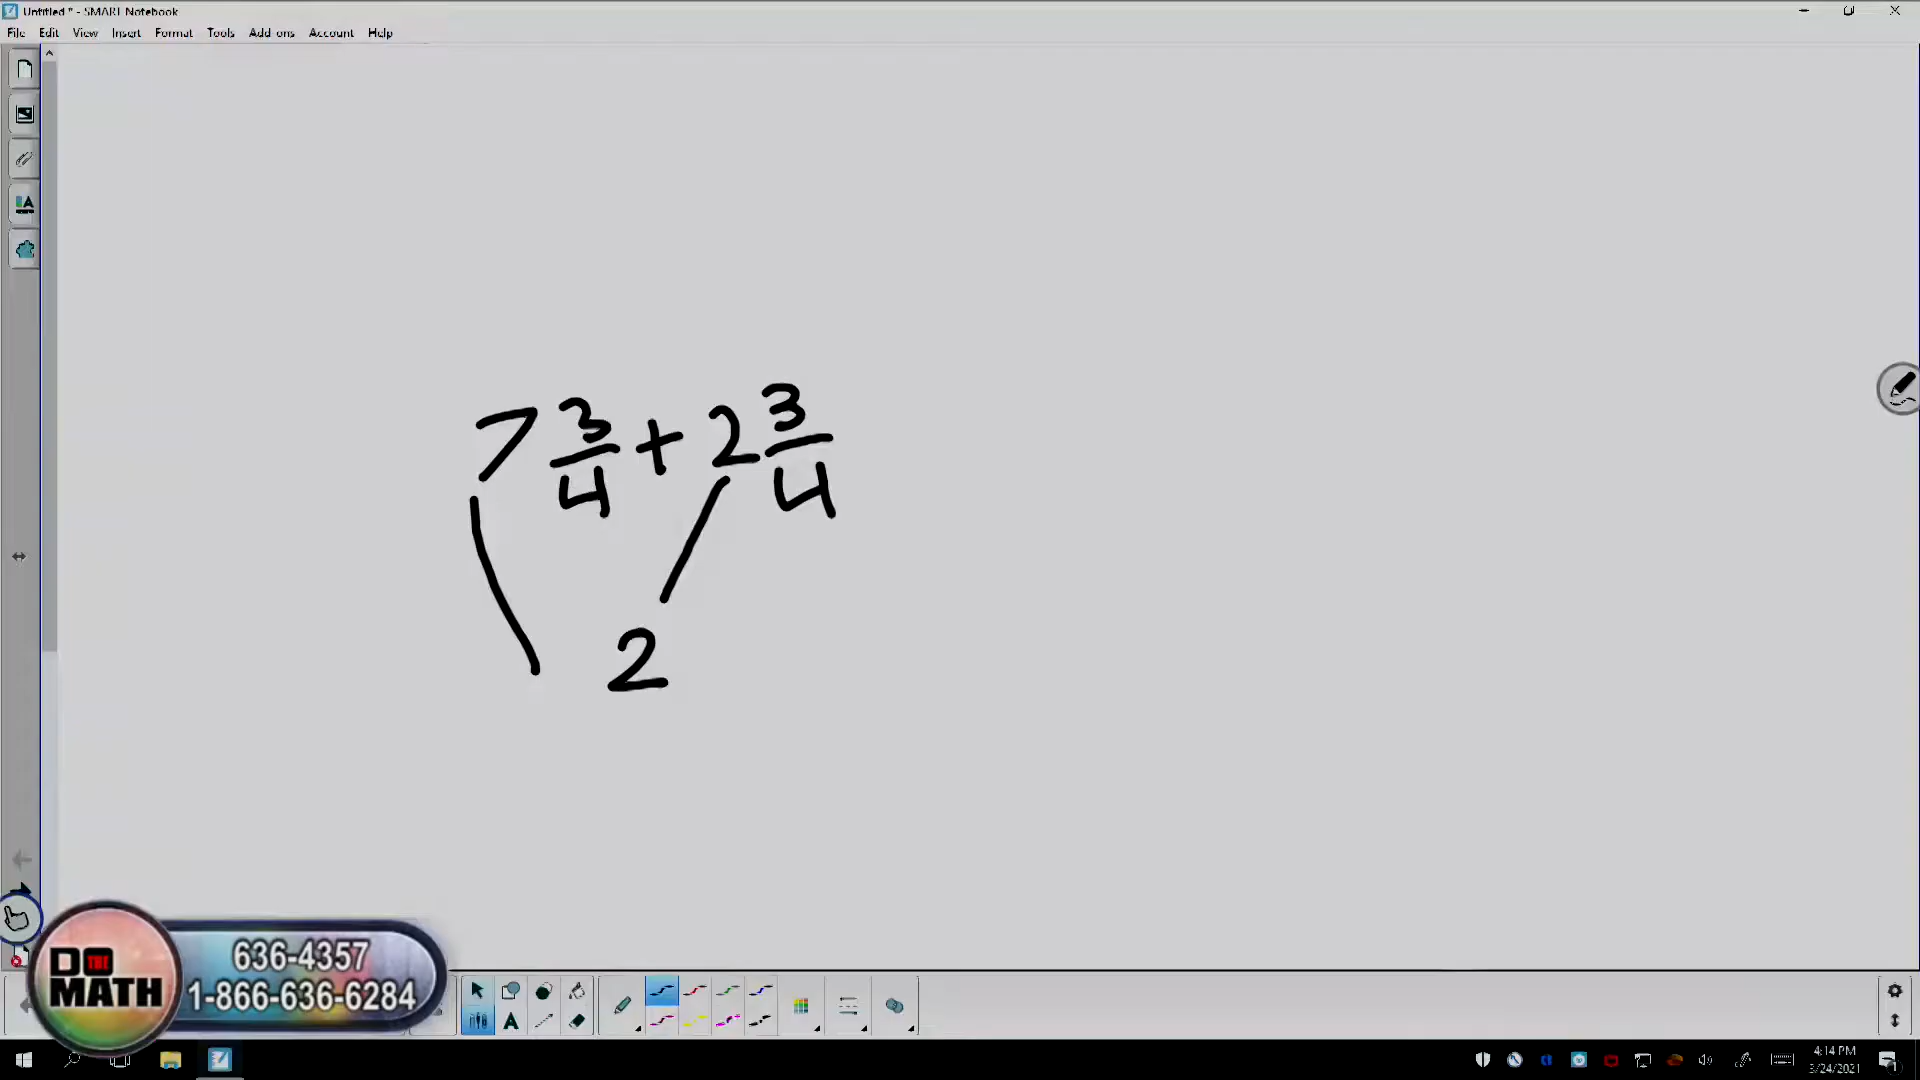 Untitled * - SMART Notebook
File Edit View Insert Format Tools Add-ons Account Help
7 3/4 + 2 3/4
2
DO THE MATH
636-4357
1-866-636-6284
4:14 PM
3/24/2021